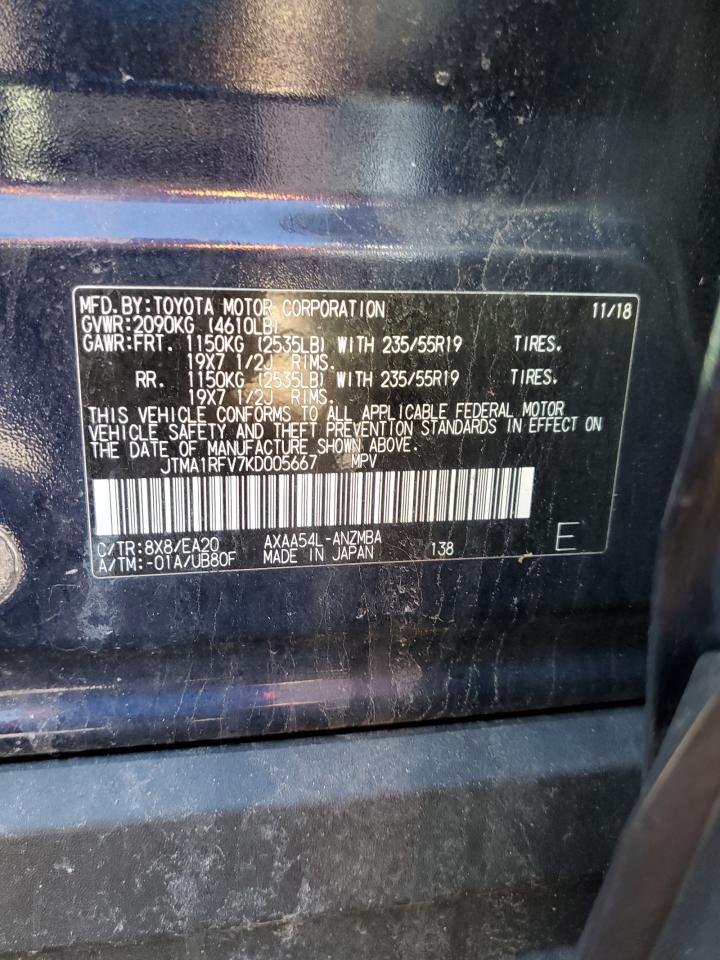 MFD.BY:TOYOTA MOTOR CORPORATION 11/18
GVWR:2090KG (4610LB)
GAWR:FRT. 1150KG (2535LB) WITH 235/55R19 TIRES.
19X7 1/2J RIMS.
RR. 1150KG (2535LB) WITH 235/55R19 TIRES.
19X7 1/2J RIMS.
THIS VEHICLE CONFORMS TO ALL APPLICABLE FEDERAL MOTOR
VEHICLE SAFETY AND THEFT PREVENTION STANDARDS IN EFFECT ON
THE DATE OF MANUFACTURE SHOWN ABOVE.
JTMA1RFV7KD005667 MPV
C/TR:8X8/EA20 AXAA54L-ANZMBA
A/TM:-01A/UB80F MADE IN JAPAN 138 E